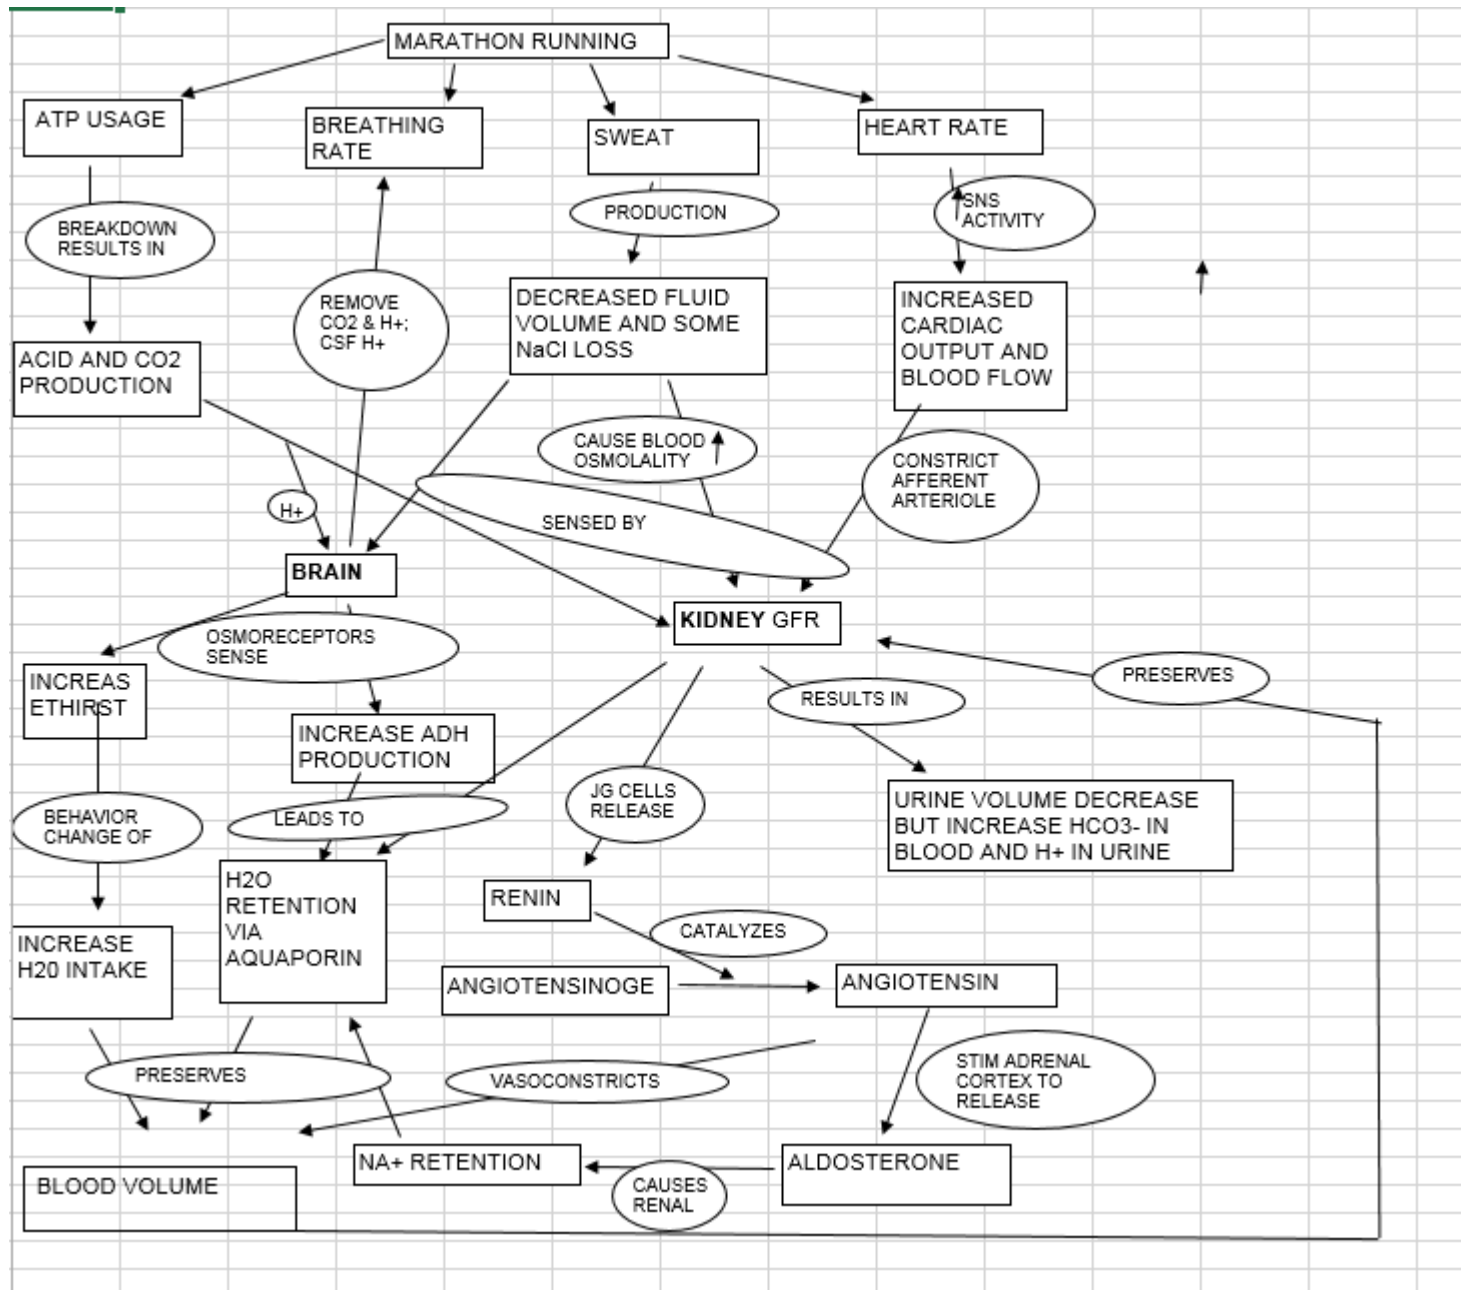 MARATHON RUNNING
ATP USAGE
BREATHING
RATE
SWEAT
HEART RATE
BREAKDOWN
RESULTS IN
PRODUCTION
SNS
ACTIVITY
REMOVE
CO2 & H+;
CSF H+
DECREASED FLUID
VOLUME AND SOME
NaCl LOSS
INCREASED
CARDIAC
OUTPUT AND
BLOOD FLOW
ACID AND CO2
PRODUCTION
CAUSE BLOOD
OSMOLALITY
CONSTRICT
AFFERENT
ARTERIOLE
H+
SENSED BY
BRAIN
KIDNEY GFR
OSMORECEPTORS
SENSE
INCREAS
ETHIRST
PRESERVES
RESULTS IN
INCREASE ADH
PRODUCTION
JG CELLS
RELEASE
URINE VOLUME DECREASE
BUT INCREASE HCO3- IN
BLOOD AND H+ IN URINE
BEHAVIOR
CHANGE OF
LEADS TO
H2O
RETENTION
VIA
AQUAPORIN
RENIN
CATALYZES
INCREASE
H20 INTAKE
ANGIOTENSINOGE
ANGIOTENSIN
PRESERVES
VASOCONSTRICTS
STIM ADRENAL
CORTEX TO
RELEASE
NA+ RETENTION
ALDOSTERONE
CAUSES
RENAL
BLOOD VOLUME